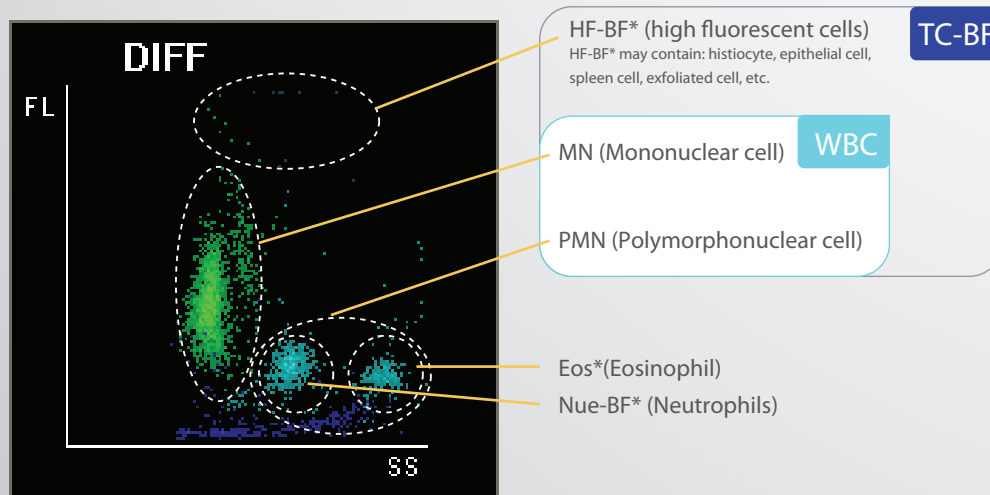 DIFF
FL
SS
HF-BF* (high fluorescent cells)
HF-BF* may contain: histiocyte, epithelial cell,
spleen cell, exfoliated cell, etc.
TC-BF
MN (Mononuclear cell)
WBC
PMN (Polymorphonuclear cell)
Eos*(Eosinophil)
Nue-BF* (Neutrophils)